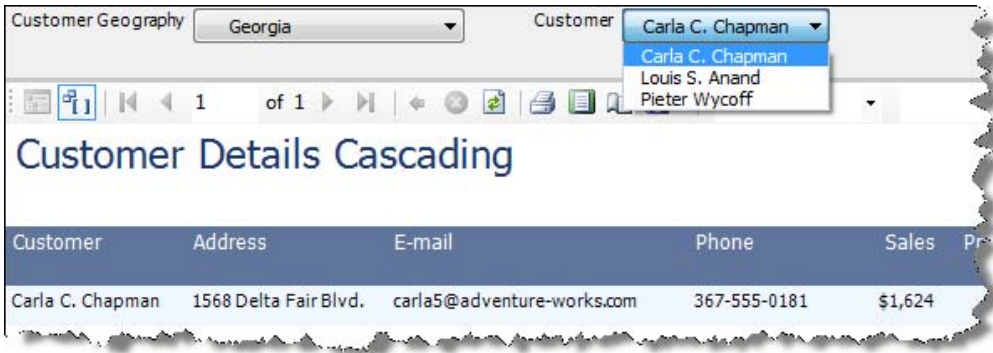 Customer Geography Georgia Customer Carla C. Chapman
Carla C. Chapman
Louis S. Anand
Pieter Wycoff
1 of 1
Customer Details Cascading
Customer Address E-mail Phone Sales
Carla C. Chapman 1568 Delta Fair Blvd. carla5@adventure-works.com 367-555-0181 $1,624